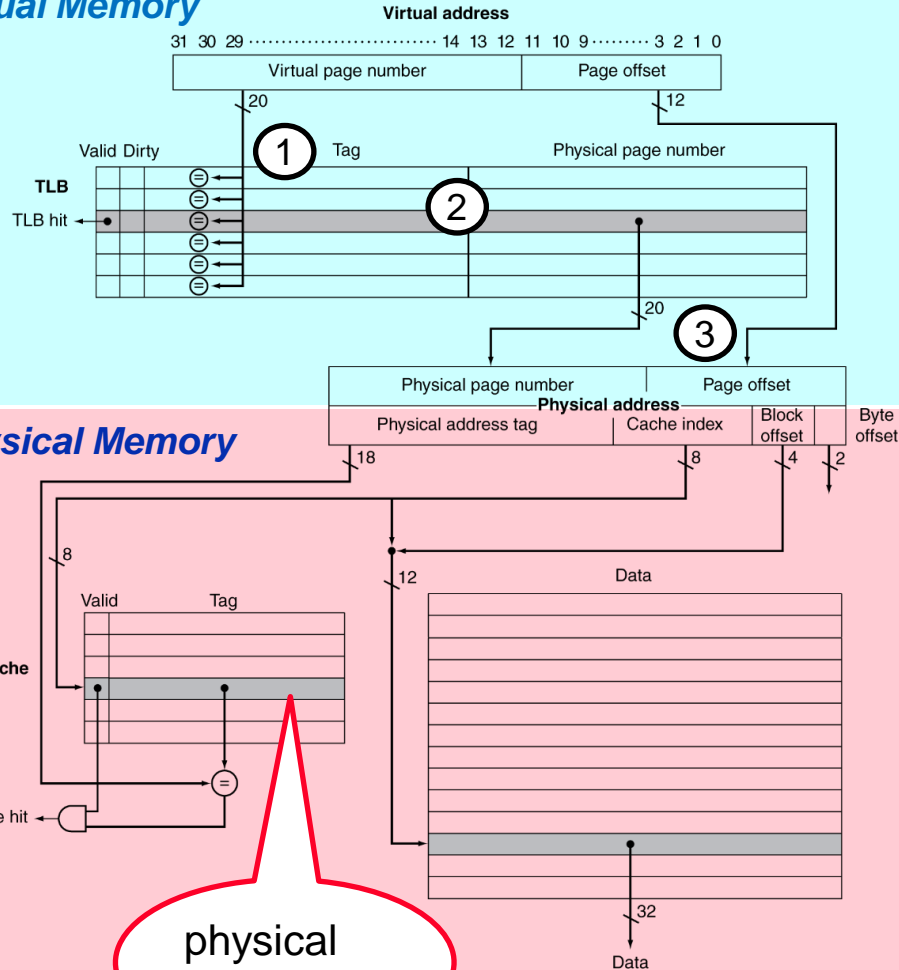 ual Memory
Virtual address
31 30 29 ························ 14 13 12 11 10 9 ········ 3 2 1 0
Virtual page number Page offset
20 12
1
Valid Dirty Tag Physical page number
TLB
= 
=
2
TLB hit =
=
=
=
20
3
Physical page number Page offset
Physical address
Physical address tag Cache index Block offset Byte offset
ysical Memory
18 8 4 2
8
12
Data
Valid Tag
che
=
e hit
32
physical
Data